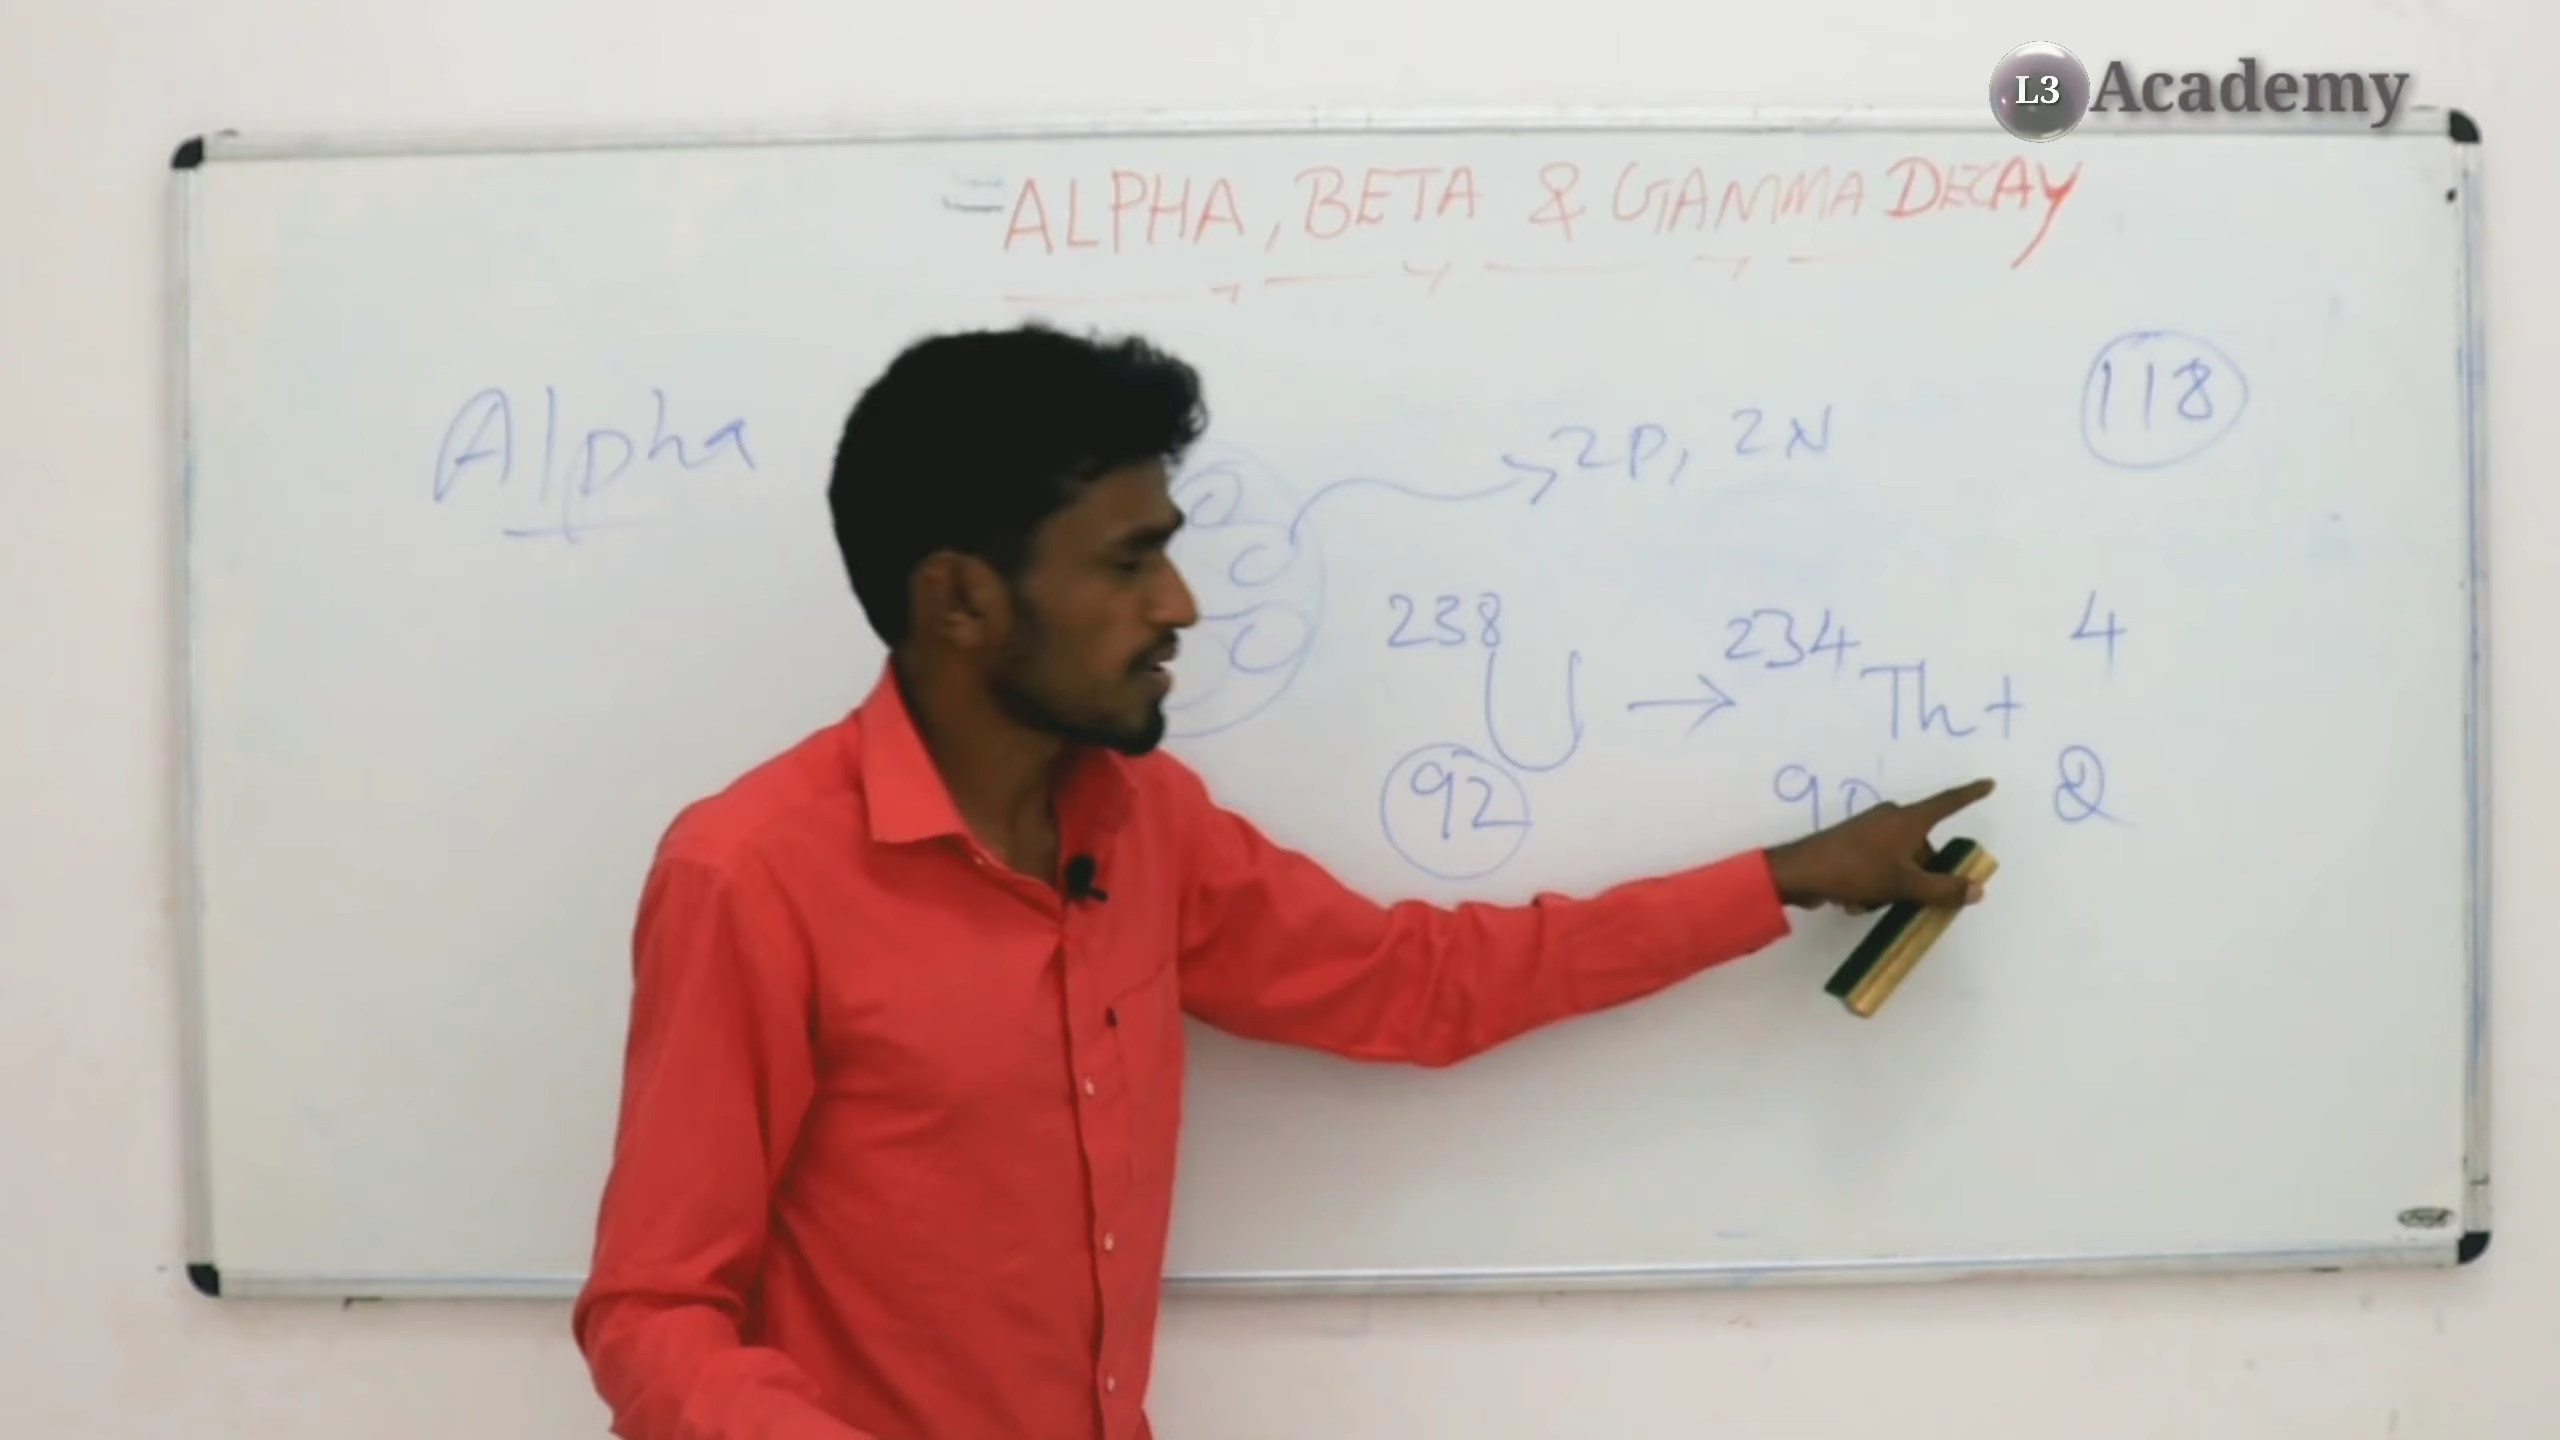 L3 Academy
= ALPHA, BETA & GAMMA DECAY
118
Alpha
2P, 2N
238 234 4
U → Th +
92 90 2